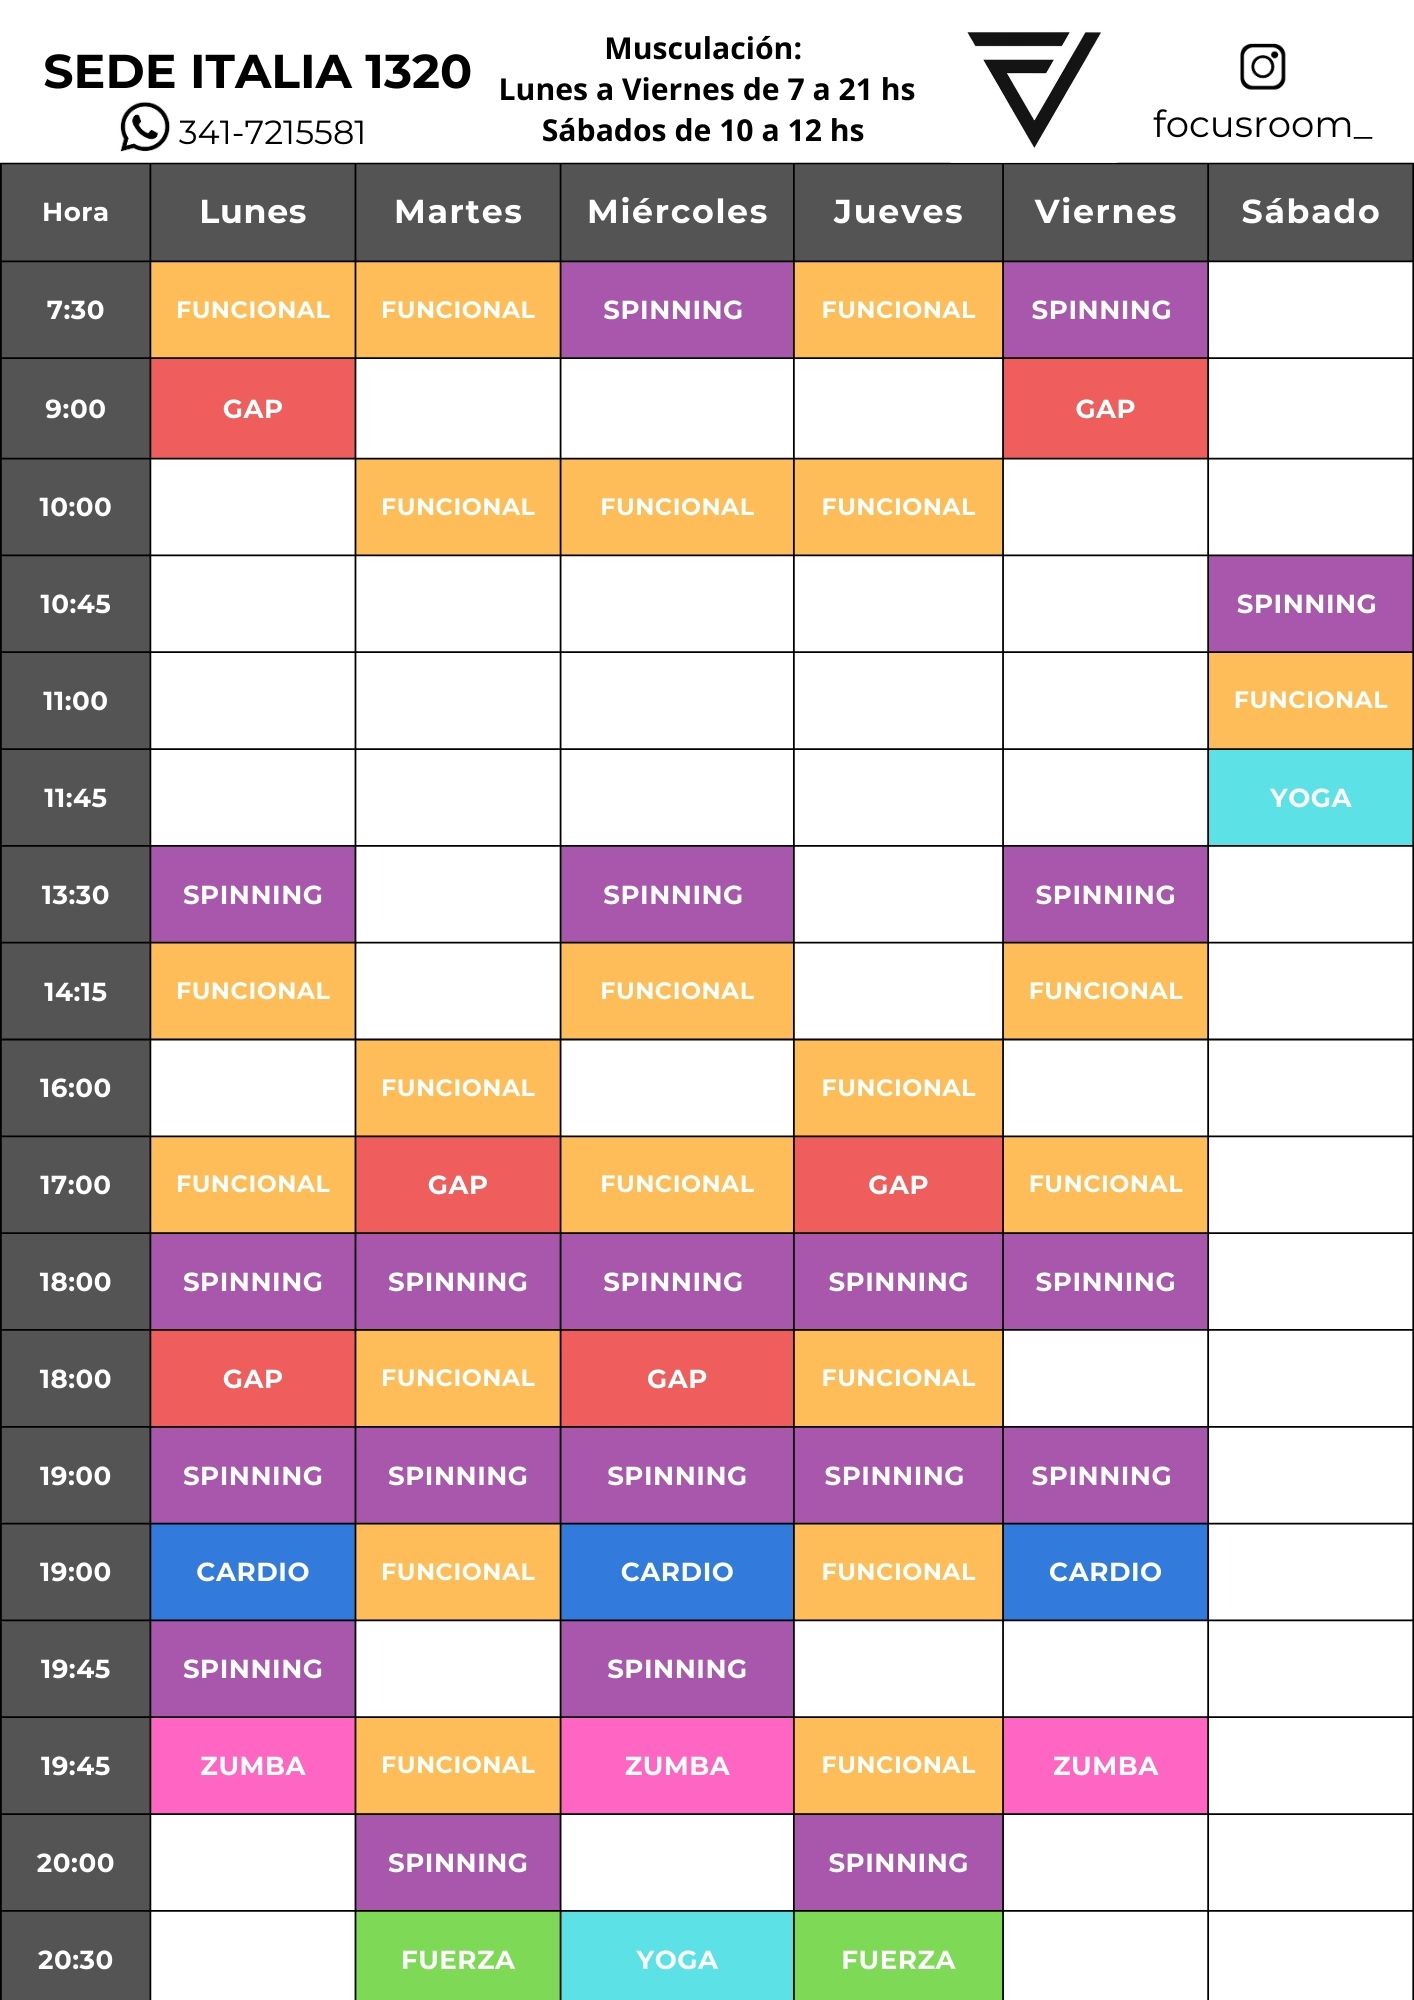 SEDE ITALIA 1320
341-7215581
Musculación:
Lunes a Viernes de 7 a 21 hs
Sábados de 10 a 12 hs
focusroom_
Hora Lunes Martes Miércoles Jueves Viernes Sábado
7:30 FUNCIONAL FUNCIONAL SPINNING FUNCIONAL SPINNING
9:00 GAP GAP
10:00 FUNCIONAL FUNCIONAL FUNCIONAL
10:45 SPINNING
11:00 FUNCIONAL
11:45 YOGA
13:30 SPINNING SPINNING SPINNING
14:15 FUNCIONAL FUNCIONAL FUNCIONAL
16:00 FUNCIONAL FUNCIONAL
17:00 FUNCIONAL GAP FUNCIONAL GAP FUNCIONAL
18:00 SPINNING SPINNING SPINNING SPINNING SPINNING
18:00 GAP FUNCIONAL GAP FUNCIONAL
19:00 SPINNING SPINNING SPINNING SPINNING SPINNING
19:00 CARDIO FUNCIONAL CARDIO FUNCIONAL CARDIO
19:45 SPINNING SPINNING
19:45 ZUMBA FUNCIONAL ZUMBA FUNCIONAL ZUMBA
20:00 SPINNING SPINNING
20:30 FUERZA YOGA FUERZA